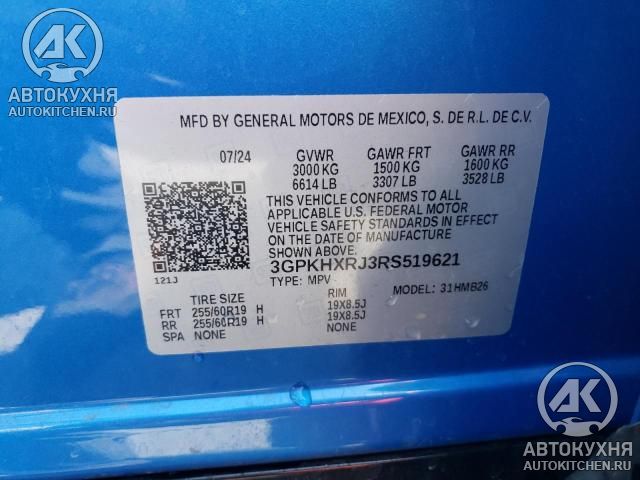 АВТОКУХНЯ
AUTOKITCHEN.RU
MFD BY GENERAL MOTORS DE MEXICO, S. DE R.L. DE C.V.
07/24 GVWR GAWR FRT GAWR RR
3000 KG 1500 KG 1600 KG
6614 LB 3307 LB 3528 LB
THIS VEHICLE CONFORMS TO ALL
APPLICABLE U.S. FEDERAL MOTOR
VEHICLE SAFETY STANDARDS IN EFFECT
ON THE DATE OF MANUFACTURE
SHOWN ABOVE.
3GPKHXRJ3RS519621
121J TYPE: MPV MODEL: 31HMB26
TIRE SIZE RIM
FRT 255/60R19 H 19X8.5J
RR 255/60R19 H 19X8.5J
SPA NONE NONE
АК
АВТОКУХНЯ
AUTOKITCHEN.RU